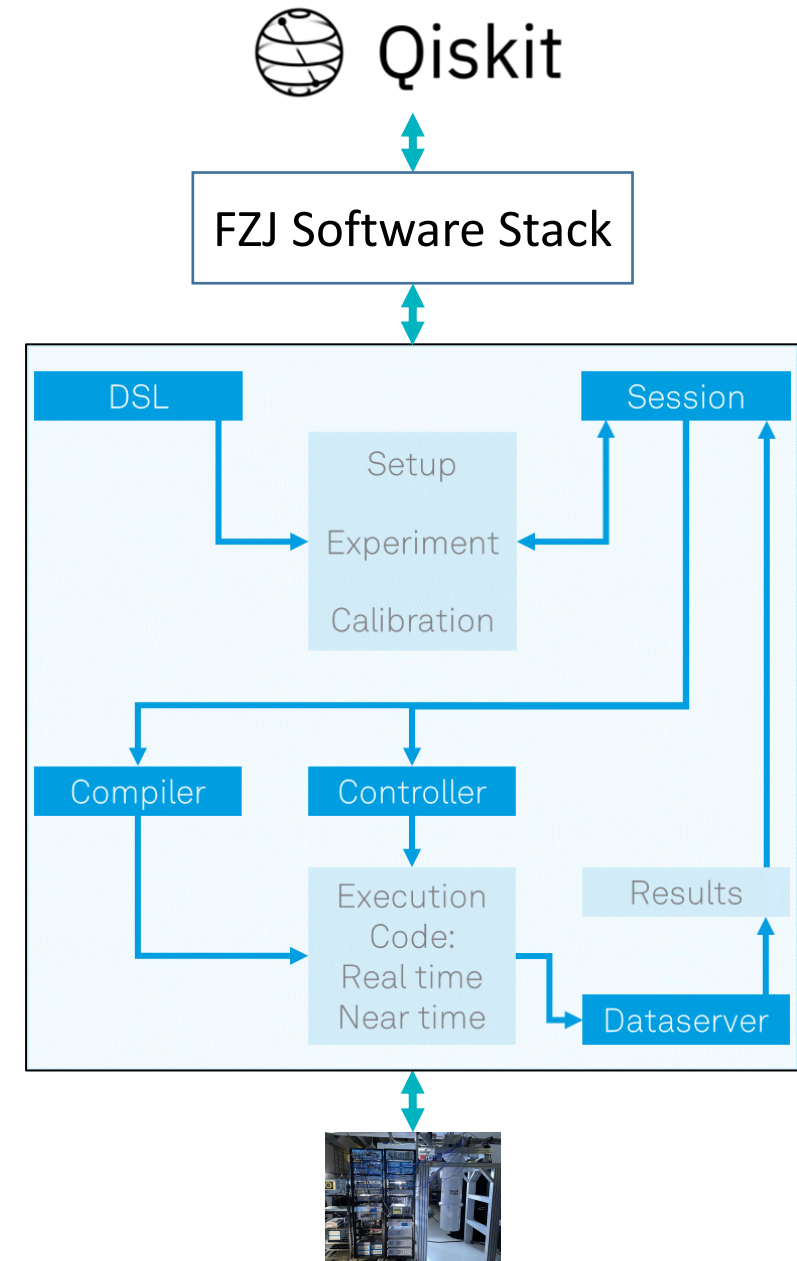 Qiskit
FZJ Software Stack
DSL
Session
Setup
Experiment
Calibration
Compiler
Controller
Execution
Code:
Real time
Near time
Results
Dataserver